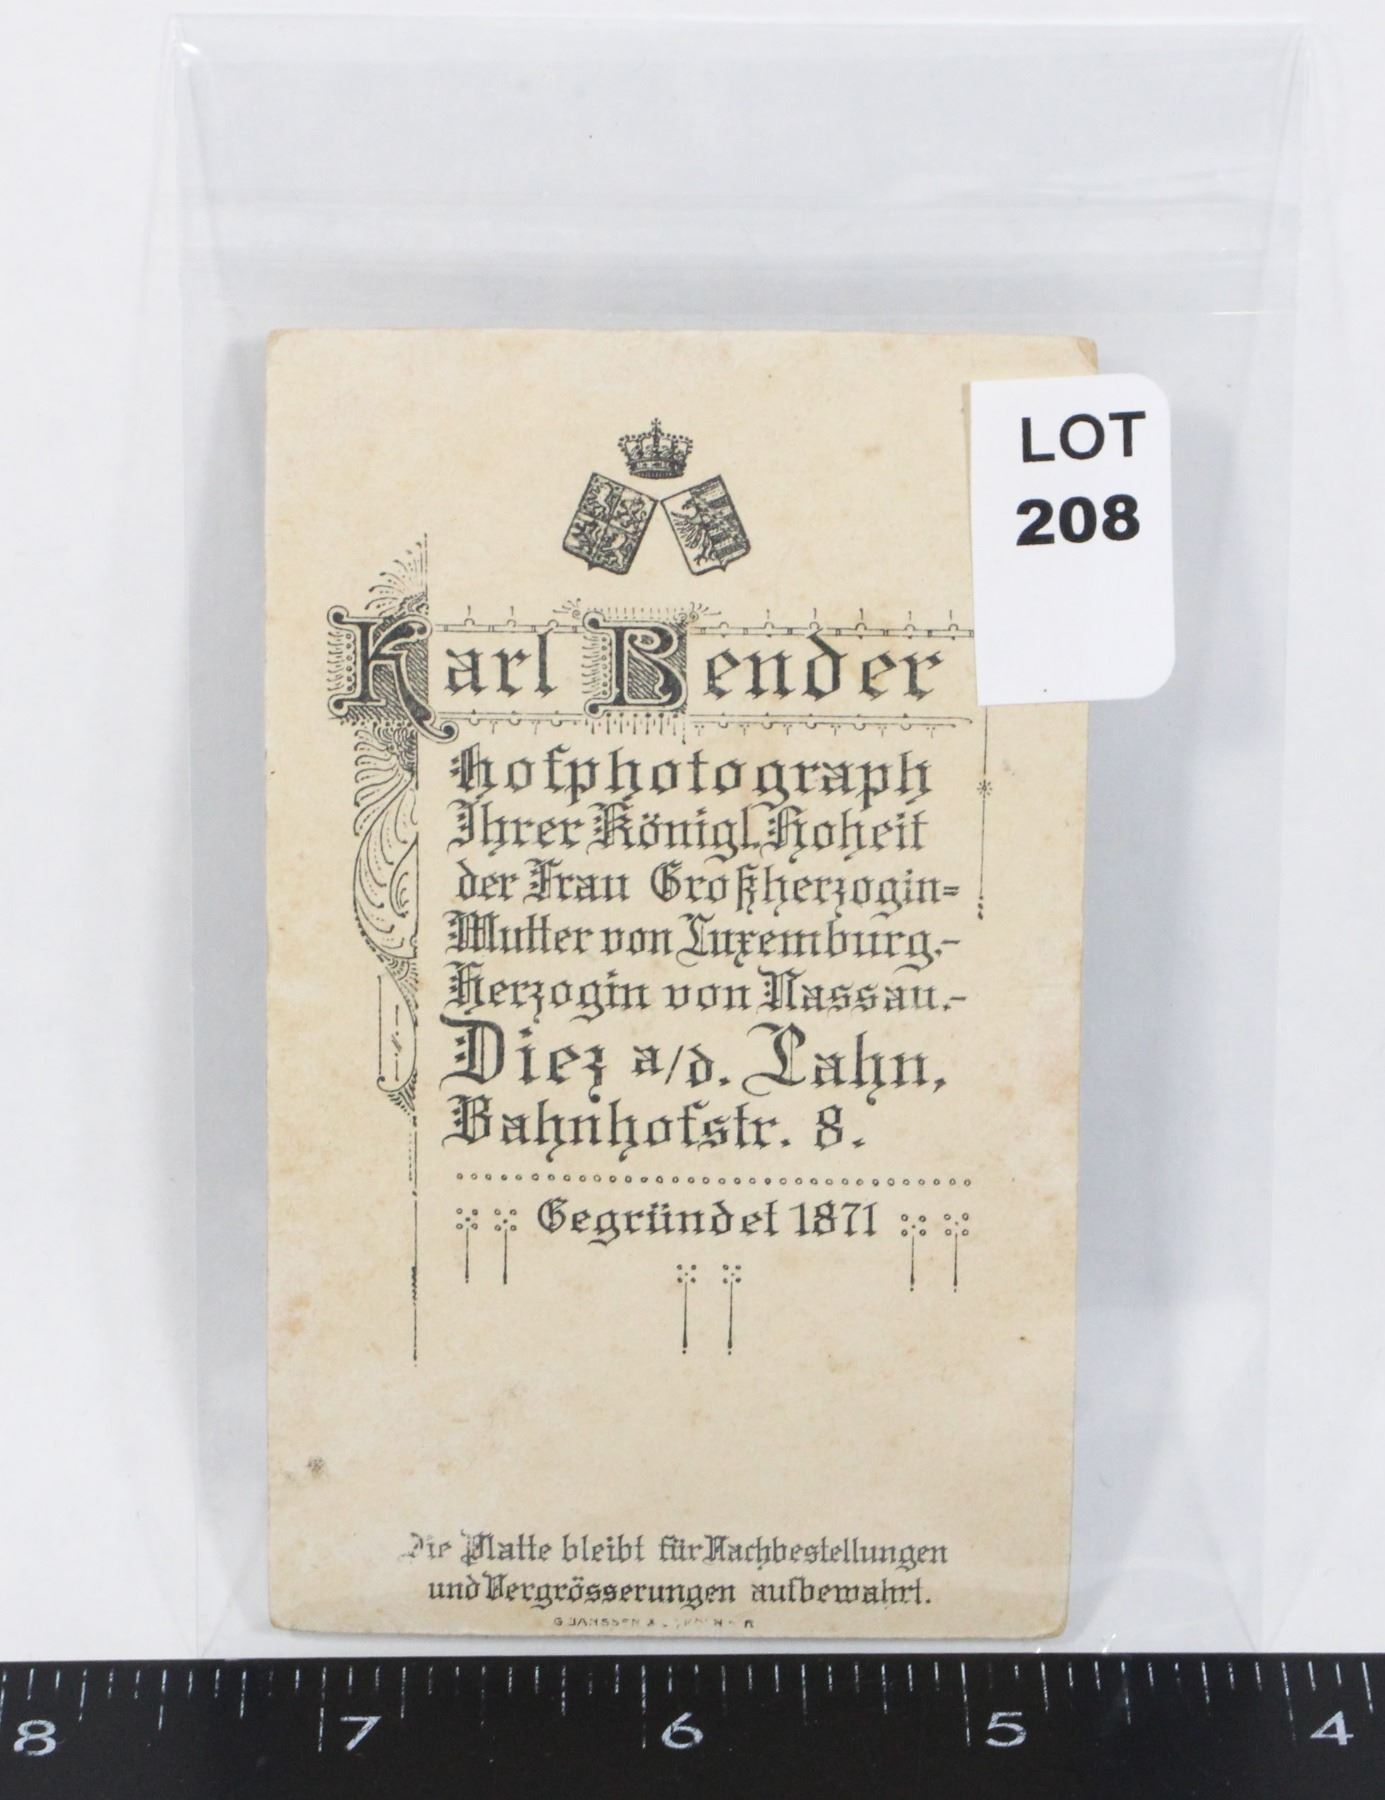 LOT
208
Karl Bender
Hofphotograph
Ihrer Königl. Hoheit
der Frau Großherzogin-
Mutter von Luxemburg.-
Herzogin von Nassau.-
Diez a/d. Lahn,
Bahnhofstr. 8.
Gegründet 1871
Die Platte bleibt für Nachbestellungen
und Vergrösserungen aufbewahrt.
G JANSSEN &
8 7 6 5 4